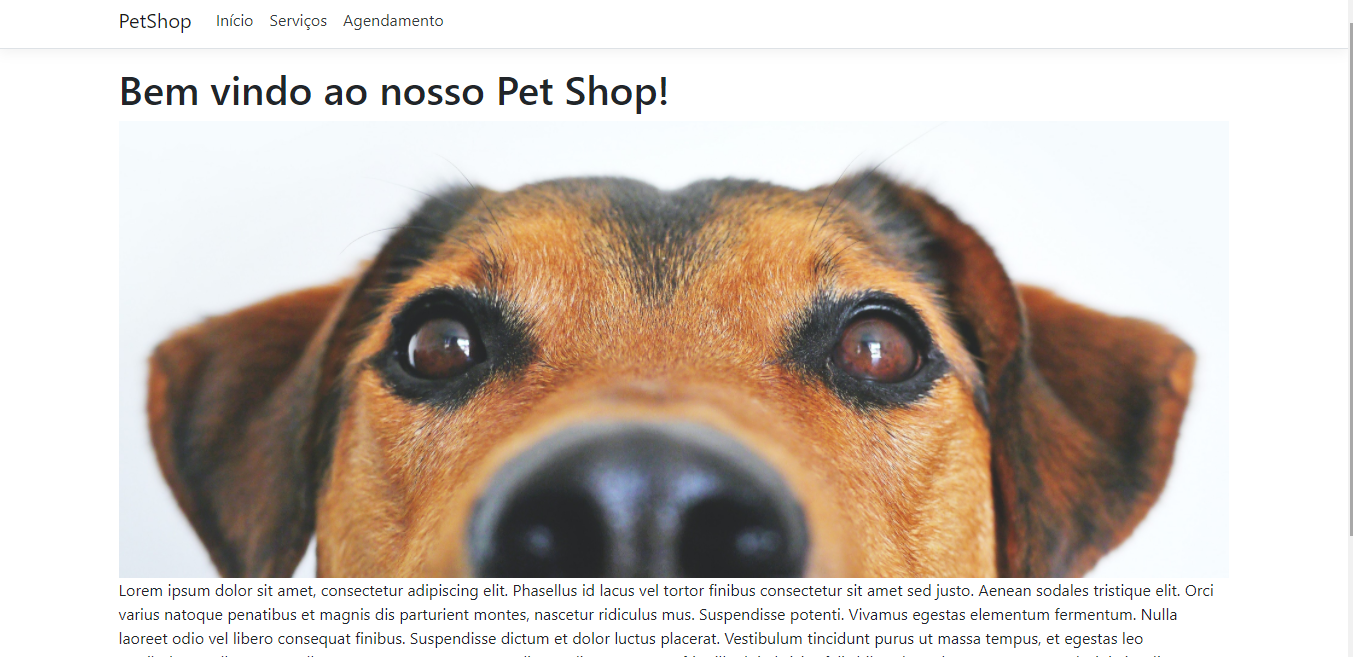 PetShop Início Serviços Agendamento
Bem vindo ao nosso Pet Shop!
Lorem ipsum dolor sit amet, consectetur adipiscing elit. Phasellus id lacus vel tortor finibus consectetur sit amet sed justo. Aenean sodales tristique elit. Orci
varius natoque penatibus et magnis dis parturient montes, nascetur ridiculus mus. Suspendisse potenti. Vivamus egestas elementum fermentum. Nulla
laoreet odio vel libero consequat finibus. Suspendisse dictum et dolor luctus placerat. Vestibulum tincidunt purus ut massa tempus, et egestas leo